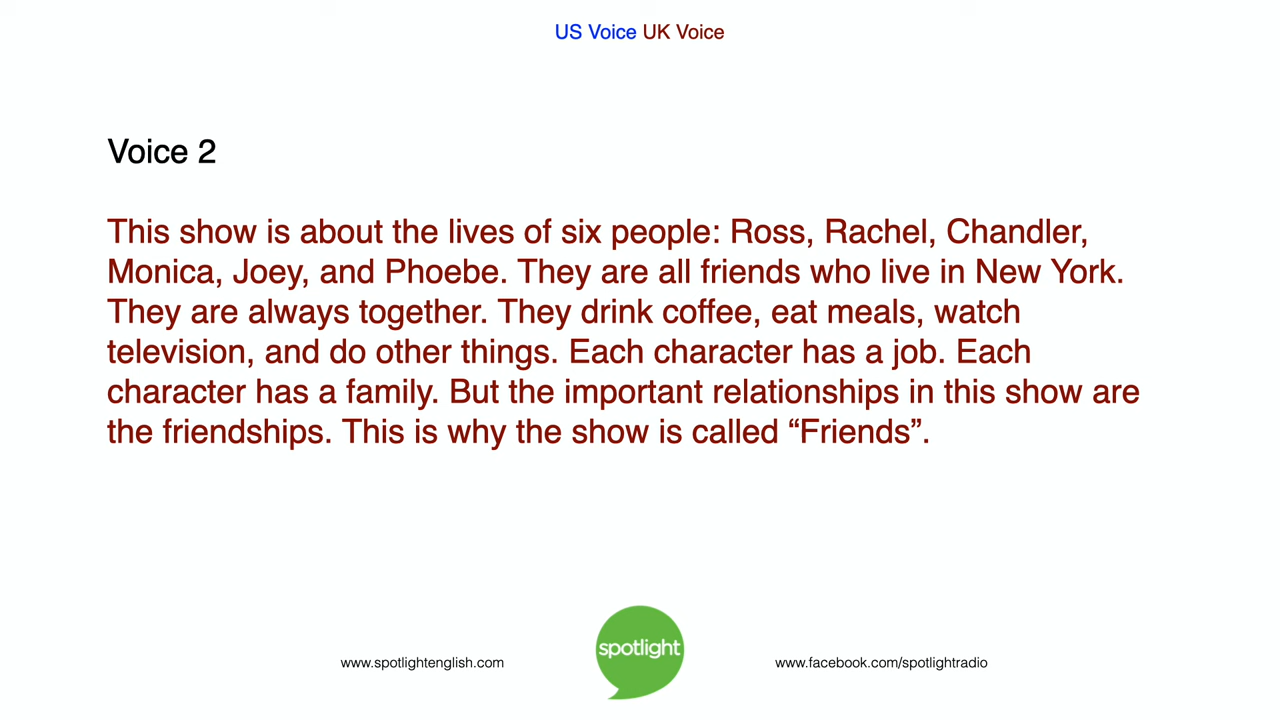 US Voice UK Voice
Voice 2
This show is about the lives of six people: Ross, Rachel, Chandler,
Monica, Joey, and Phoebe. They are all friends who live in New York.
They are always together. They drink coffee, eat meals, watch
television, and do other things. Each character has a job. Each
character has a family. But the important relationships in this show are
the friendships. This is why the show is called “Friends”.
www.spotlightenglish.com
spotlight
www.facebook.com/spotlightradio